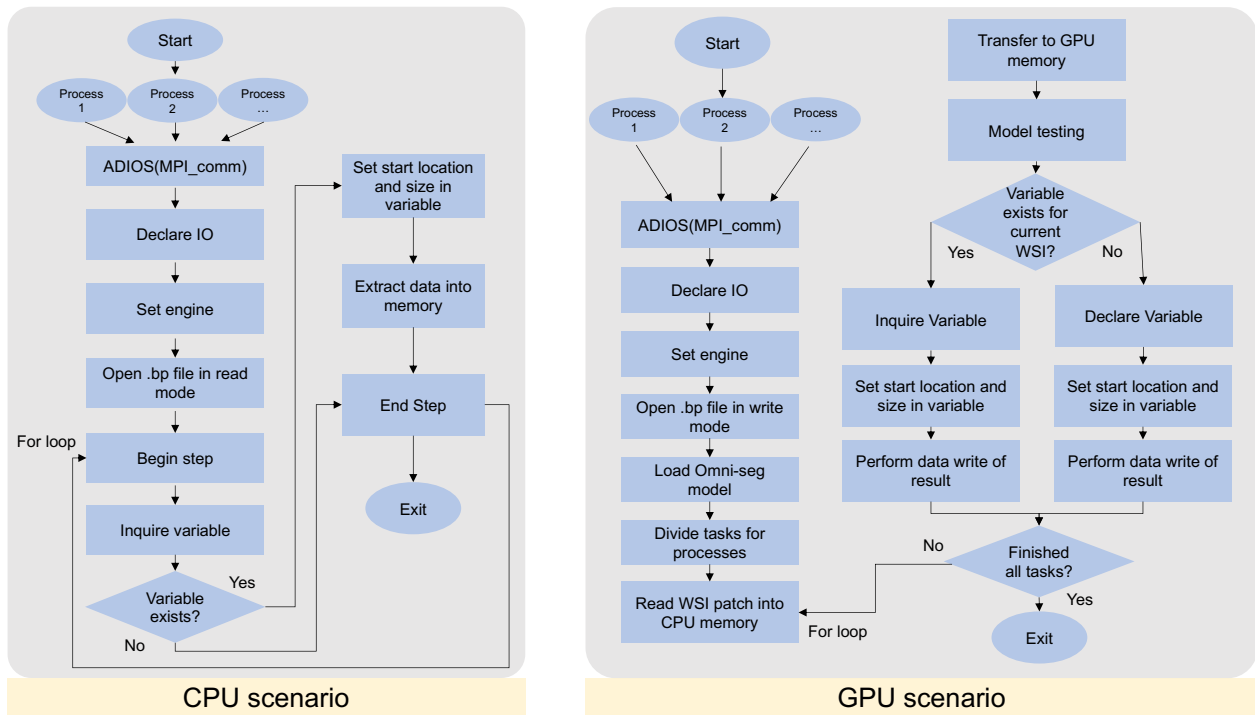 Start
Process
1
Process
2
Process
...
ADIOS(MPI_comm)
Declare IO
Set engine
Open .bp file in read
mode
For loop
Begin step
Inquire variable
Yes
Variable
exists?
No
Set start location
and size in
variable
Extract data into
memory
End Step
Exit
CPU scenario
Start
Process
1
Process
2
Process
...
ADIOS(MPI_comm)
Declare IO
Set engine
Open .bp file in write
mode
Load Omni-seg
model
Divide tasks for
processes
Read WSI patch into
CPU memory
For loop
Transfer to GPU
memory
Model testing
Variable
exists for
current
WSI?
Yes
No
Inquire Variable
Declare Variable
Set start location and
size in variable
Set start location and
size in variable
Perform data write of
result
Perform data write of
result
No
Finished
all tasks?
Yes
Exit
GPU scenario